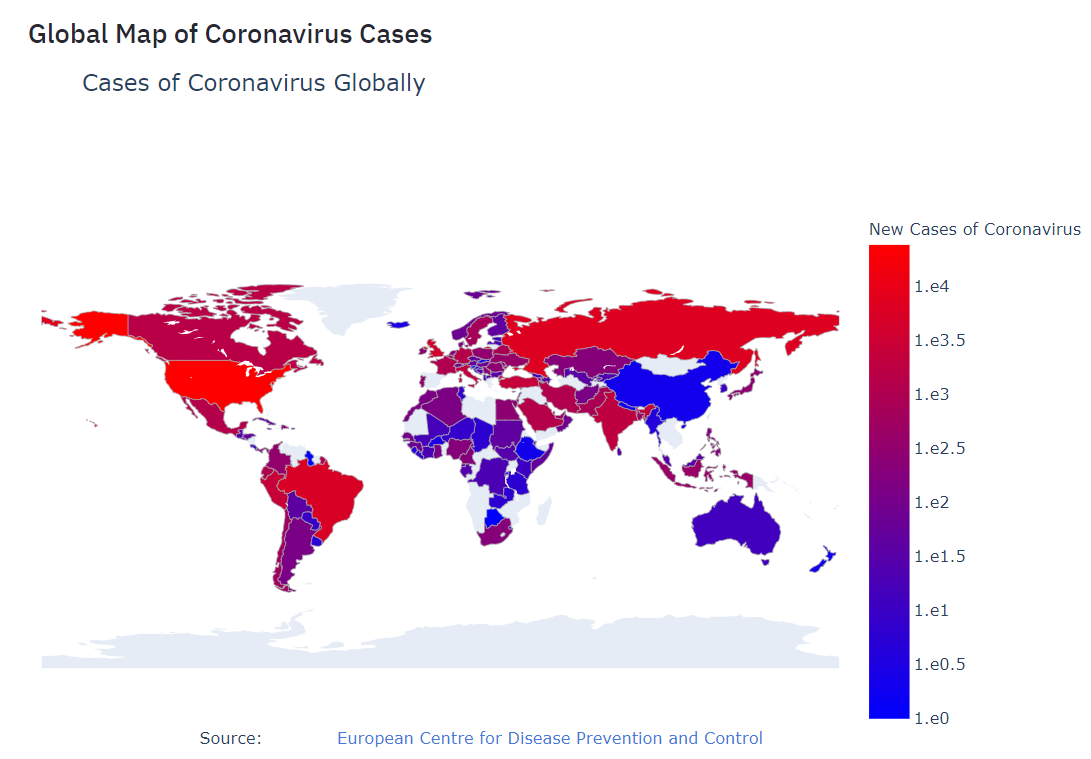 Global Map of Coronavirus Cases
Cases of Coronavirus Globally
New Cases of Coronavirus
1.e4
1.e3.5
1.e3
1.e2.5
1.e2
1.e1.5
1.e1
1.e0.5
1.e0
Source: European Centre for Disease Prevention and Control